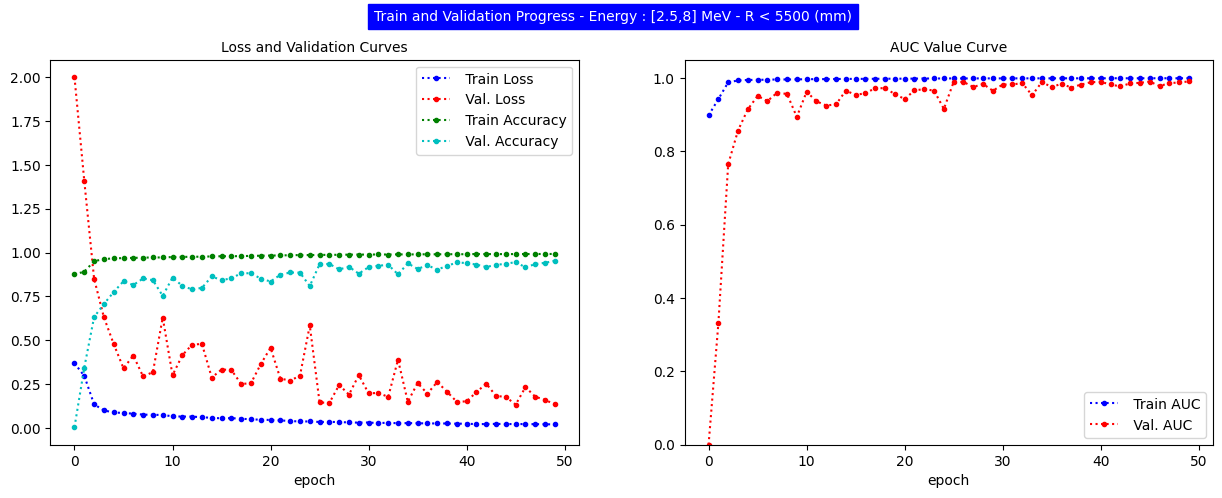 Train and Validation Progress - Energy : [2.5,8] MeV - R < 5500 (mm)
Loss and Validation Curves
2.00
1.75
1.50
1.25
1.00
0.75
0.50
0.25
0.00
0 10 20 30 40 50
epoch
Train Loss
Val. Loss
Train Accuracy
Val. Accuracy
AUC Value Curve
1.0
0.8
0.6
0.4
0.2
0.0
0 10 20 30 40 50
epoch
Train AUC
Val. AUC